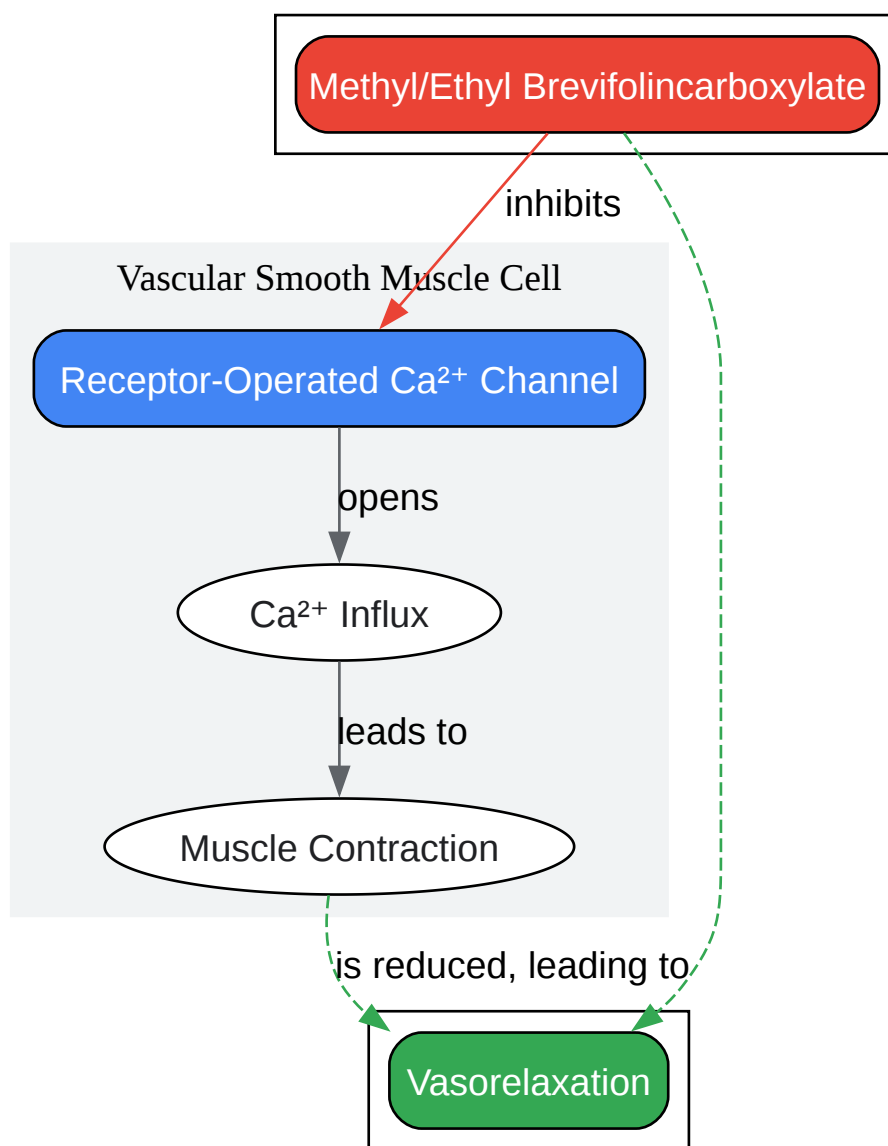 Methyl/Ethyl Brevifolincarboxylate
inhibits
Vascular Smooth Muscle Cell
Receptor-Operated Ca²⁺ Channel
opens
Ca²⁺ Influx
leads to
Muscle Contraction
is reduced, leading to
Vasorelaxation